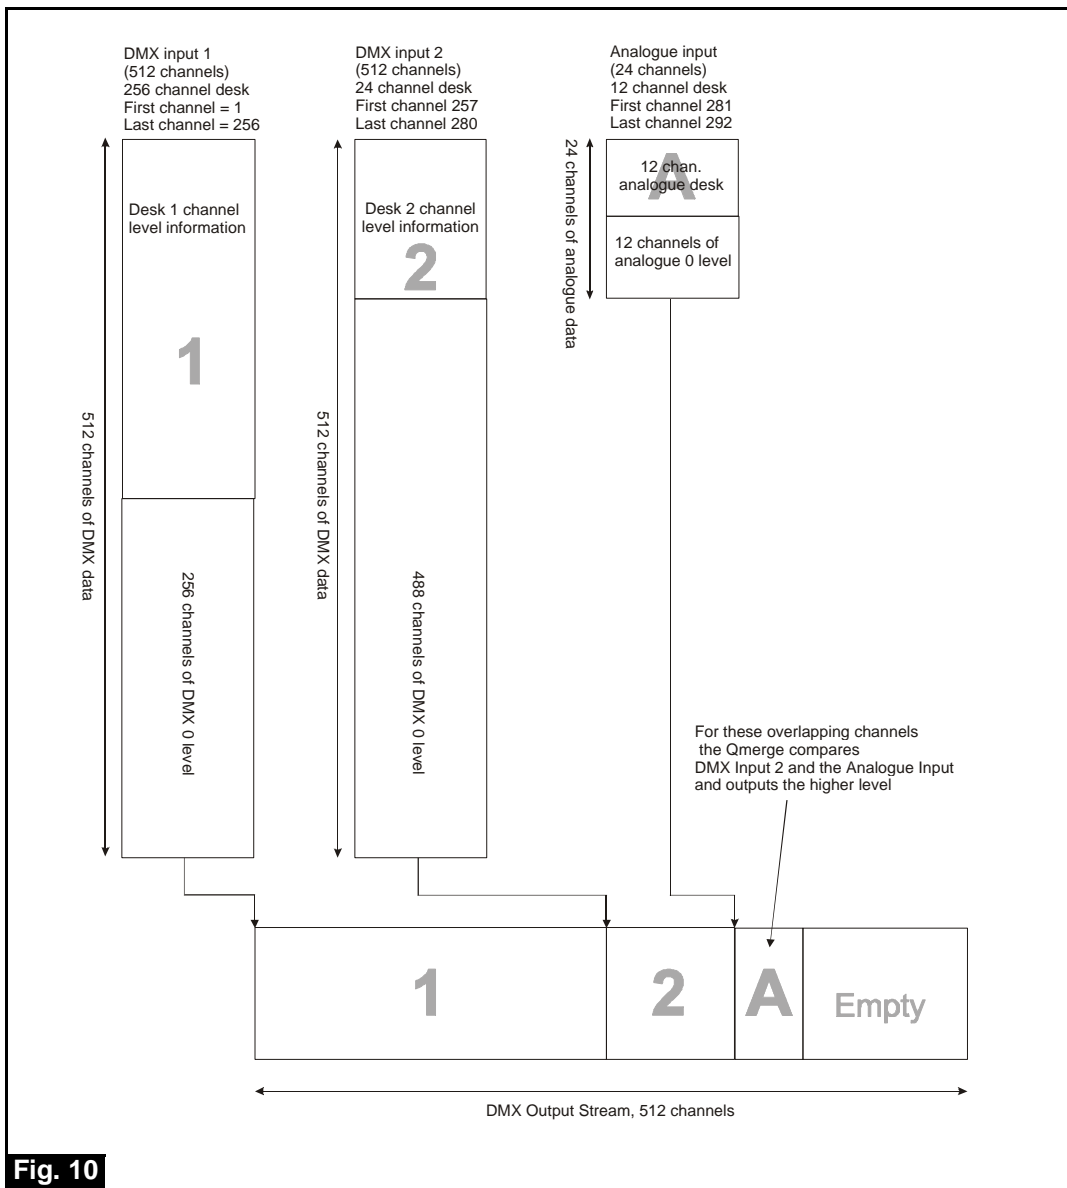 DMX input 1
(512 channels)
256 channel desk
First channel = 1
Last channel = 256
DMX input 2
(512 channels)
24 channel desk
First channel 257
Last channel 280
Analogue input
(24 channels)
12 channel desk
First channel 281
Last channel 292
512 channels of DMX data
Desk 1 channel
level information
1
256 channels of DMX 0 level
512 channels of DMX data
Desk 2 channel
level information
2
488 channels of DMX 0 level
24 channels of analogue data
A
12 chan.
analogue desk
12 channels of
analogue 0 level
For these overlapping channels
the Qmerge compares
DMX Input 2 and the Analogue Input
and outputs the higher level
1
2
A
Empty
DMX Output Stream, 512 channels
Fig. 10